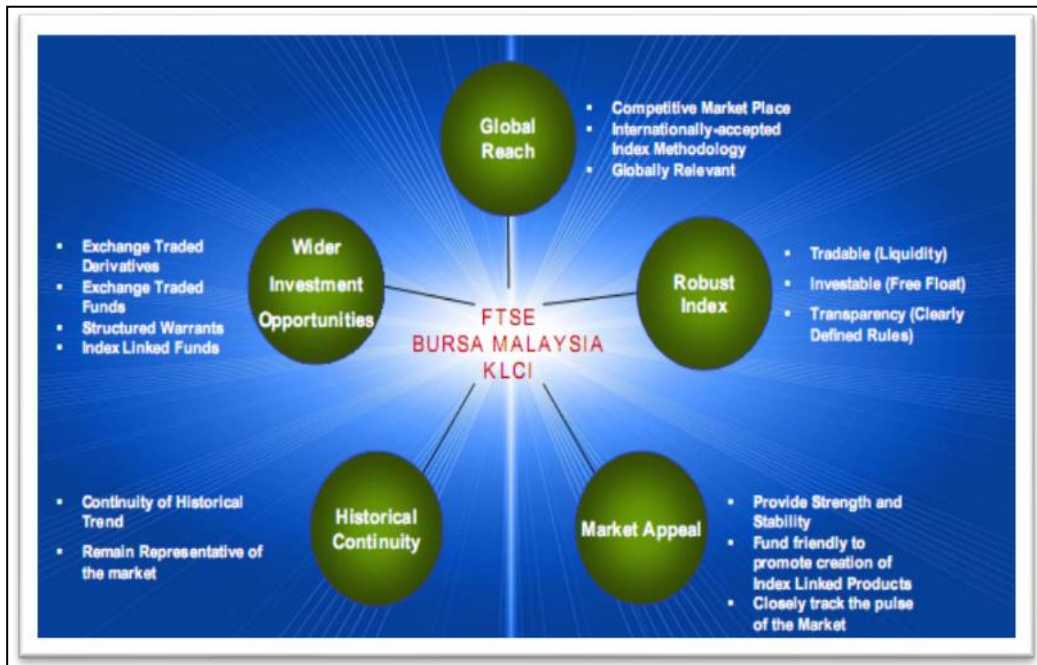 Global
Reach
▪ Competitive Market Place
▪ Internationally-accepted
Index Methodology
▪ Globally Relevant
Wider
Investment
Opportunities
▪ Exchange Traded
Derivatives
▪ Exchange Traded
Funds
▪ Structured Warrants
▪ Index Linked Funds
Robust
Index
▪ Tradable (Liquidity)
▪ Investable (Free Float)
▪ Transparency (Clearly
Defined Rules)
FTSE
BURSA MALAYSIA
KLCI
Historical
Continuity
▪ Continuity of Historical
Trend
▪ Remain Representative of
the market
Market Appeal
▪ Provide Strength and
Stability
▪ Fund friendly to
promote creation of
Index Linked Products
▪ Closely track the pulse
of the Market